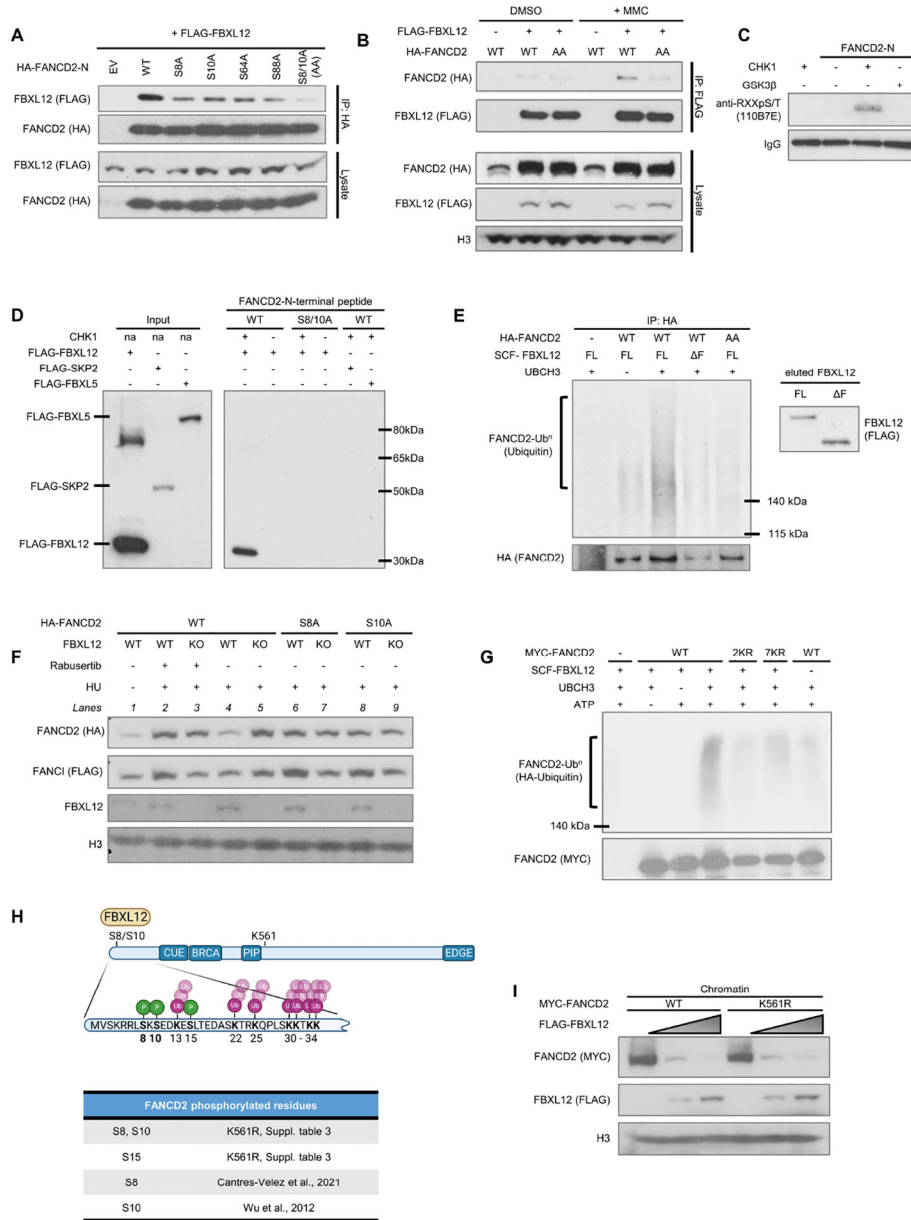 A
+ FLAG-FBXL12
HA-FANCD2-N
EV WT S8A S10A S64A S88A S8/10A (AA)
FBXL12 (FLAG)
FANCD2 (HA)
IP: HA
FBXL12 (FLAG)
FANCD2 (HA)
Lysate
B
DMSO + MMC
FLAG-FBXL12 - + + - + +
HA-FANCD2 WT WT AA WT WT AA
FANCD2 (HA)
FBXL12 (FLAG)
IP: FLAG
FANCD2 (HA)
FBXL12 (FLAG)
H3
Lysate
C
FANCD2-N
CHK1 + - + -
GSK3β - - - +
anti-RXXpS/T
(110B7E)
IgG
D
FANCD2-N-terminal peptide
Input WT S8/10A WT
CHK1 na na na + - + - + +
FLAG-FBXL12 + - - + + + + - -
FLAG-SKP2 - + - - - - - + -
FLAG-FBXL5 - - + - - - - - +
FLAG-FBXL5
80kDa
65kDa
FLAG-SKP2
50kDa
FLAG-FBXL12
30kDa
E
IP: HA
HA-FANCD2 - WT WT WT AA
SCF- FBXL12 FL FL FL ΔF FL
UBCH3 + - + + +
FANCD2-Ubⁿ
(Ubiquitin)
140 kDa
115 kDa
HA (FANCD2)
eluted FBXL12
FL ΔF
FBXL12
(FLAG)
F
HA-FANCD2 WT S8A S10A
FBXL12 WT WT KO WT KO WT KO WT KO
Rabusertib - + + - - - - - -
HU - + + + + + + + +
Lanes 1 2 3 4 5 6 7 8 9
FANCD2 (HA)
FANCI (FLAG)
FBXL12
H3
G
MYC-FANCD2 - WT 2KR 7KR WT
SCF-FBXL12 + + + + + + -
UBCH3 + + - + + + +
ATP + - + + + + +
FANCD2-Ubⁿ
(HA-Ubiquitin)
140 kDa
FANCD2 (MYC)
H
FBXL12
S8/S10 K561
CUE BRCA PIP EDGE
P P P Ub Ub Ub Ub Ub
MVSKRRLSKSEDKESLTEDASKTRKQPLSKKTKK
8 10 13 15 22 25 30 - 34
FANCD2 phosphorylated residues
S8, S10 K561R, Suppl. table 3
S15 K561R, Suppl. table 3
S8 Cantres-Velez et al., 2021
S10 Wu et al., 2012
I
Chromatin
MYC-FANCD2 WT K561R
FLAG-FBXL12
FANCD2 (MYC)
FBXL12 (FLAG)
H3